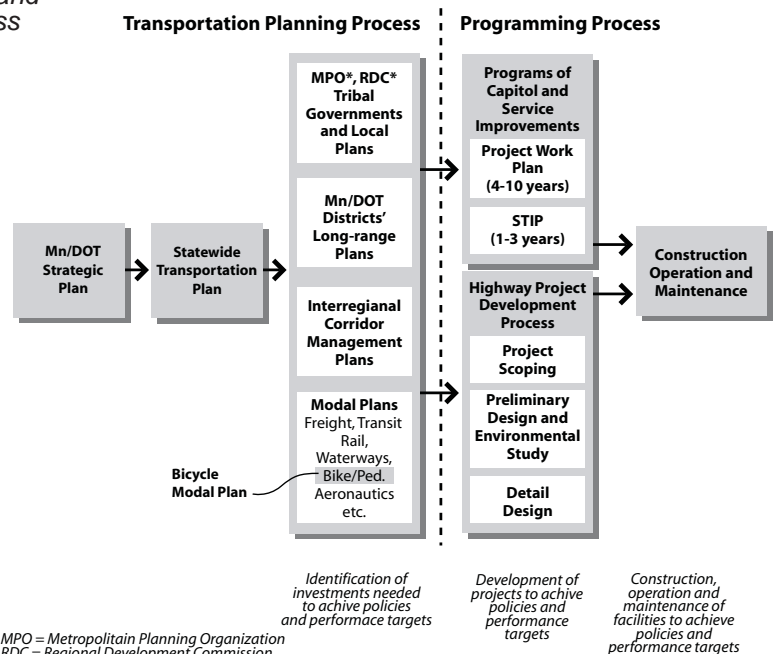 ss
Transportation Planning Process
Programming Process
Mn/DOT
Strategic
Plan
Statewide
Transportation
Plan
MPO*, RDC*
Tribal
Governments
and Local
Plans
Mn/DOT
Districts'
Long-range
Plans
Interregianal
Corridor
Management
Plans
Modal Plans
Freight, Transit
Rail,
Waterways,
Bike/Ped.
Aeronautics
etc.
Bicycle
Modal Plan
Programs of
Capitol and
Service
Improvements
Project Work
Plan
(4-10 years)
STIP
(1-3 years)
Highway Project
Development
Process
Project
Scoping
Preliminary
Design and
Environmental
Study
Detail
Design
Construction
Operation and
Maintenance
Identification of
investments needed
to achive policies
and performace targets
Development of
projects to achive
policies and
performance
targets
Construction,
operation and
maintenance of
facilities to achieve
policies and
performance targets
MPO = Metropolitain Planning Organization
RDC = Regional Development Commission